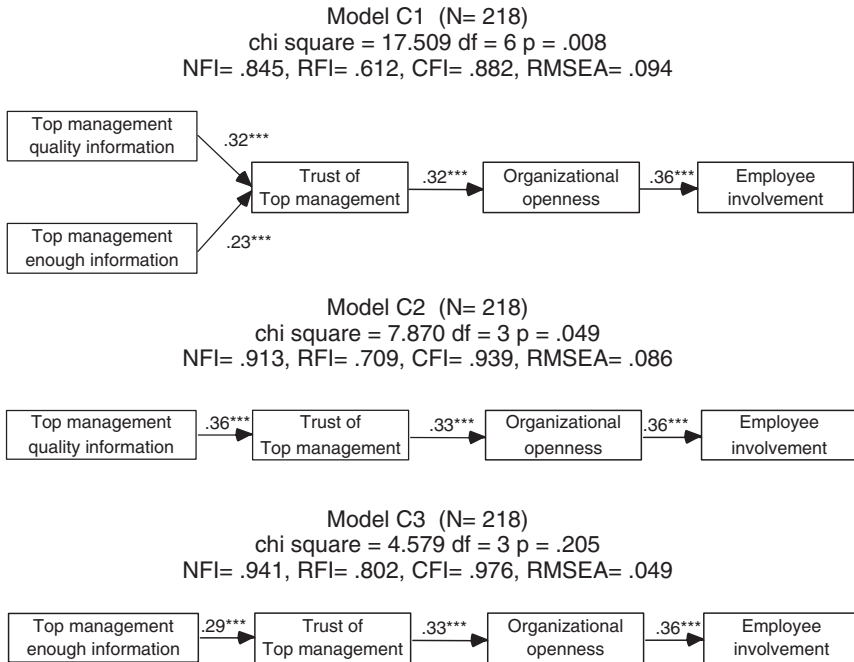 Model C1 (N= 218)
chi square = 17.509 df = 6 p = .008
NFI= .845, RFI= .612, CFI= .882, RMSEA= .094
Top management
quality information
.32***
Trust of
Top management
.32***
Organizational
openness
.36***
Employee
involvement
Top management
enough information
.23***
Model C2 (N= 218)
chi square = 7.870 df = 3 p = .049
NFI= .913, RFI= .709, CFI= .939, RMSEA= .086
Top management
quality information
.36***
Trust of
Top management
.33***
Organizational
openness
.36***
Employee
involvement
Model C3 (N= 218)
chi square = 4.579 df = 3 p = .205
NFI= .941, RFI= .802, CFI= .976, RMSEA= .049
Top management
enough information
.29***
Trust of
Top management
.33***
Organizational
openness
.36***
Employee
involvement